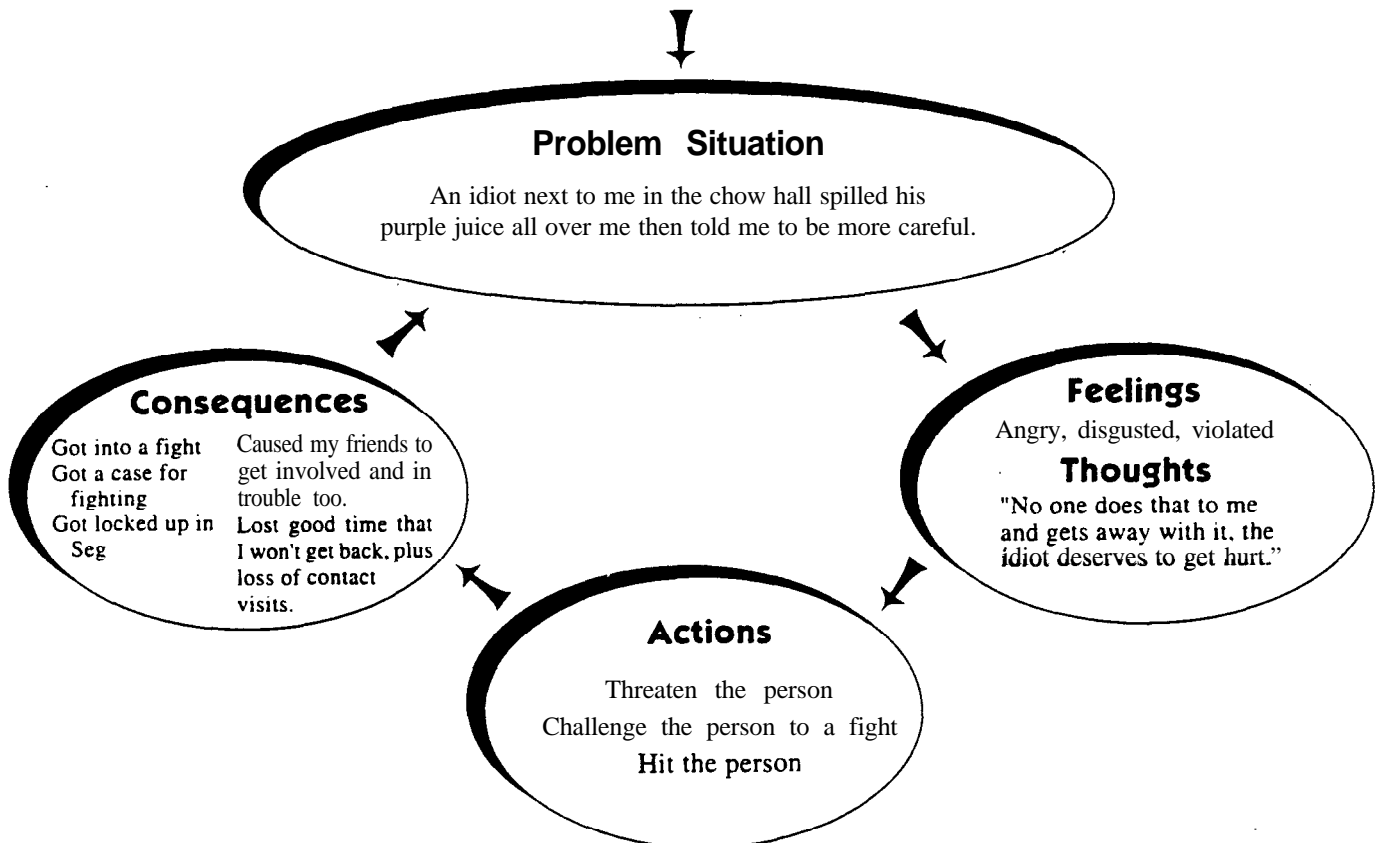 Problem Situation
An idiot next to me in the chow hall spilled his
purple juice all over me then told me to be more careful.
Feelings
Angry, disgusted, violated
Thoughts
"No one does that to me
and gets away with it, the
idiot deserves to get hurt."
Actions
Threaten the person
Challenge the person to a fight
Hit the person
Consequences
Got into a fight
Got a case for
fighting
Got locked up in
Seg
Caused my friends to
get involved and in
trouble too.
Lost good time that
I won't get back, plus
loss of contact
visits.